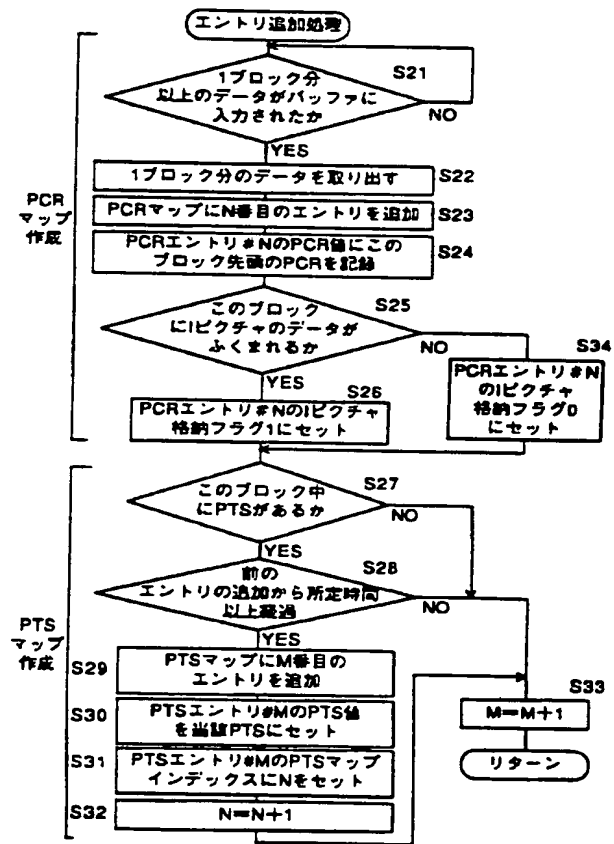 エントリ追加処理
S21
1ブロック分
以上のデータがバッファに
入力されたか
NO
YES
1ブロック分のデータを取り出す
S22
PCR
マップ
作成
PCRマップにN番目のエントリを追加
S23
PCRエントリ#NのPCR値にこの
ブロック先頭のPCRを記録
S24
S25
このブロック
にIピクチャのデータが
ふくまれるか
NO
YES
S34
PCRエントリ#N
のIピクチャ
格納フラグ0
にセット
S26
PCRエントリ#NのIピクチャ
格納フラグ1にセット
S27
このブロック中
にPTSがあるか
NO
YES
S28
前の
エントリの追加から所定時間
以上経過
NO
YES
PTS
マップ
作成
S29
PTSマップにM番目の
エントリを追加
S30
PTSエントリ#MのPTS値
を当該PTSにセット
S31
PTSエントリ#MのPTSマップ
インデックスにNをセット
S32
N=N+1
S33
M=M+1
リターン